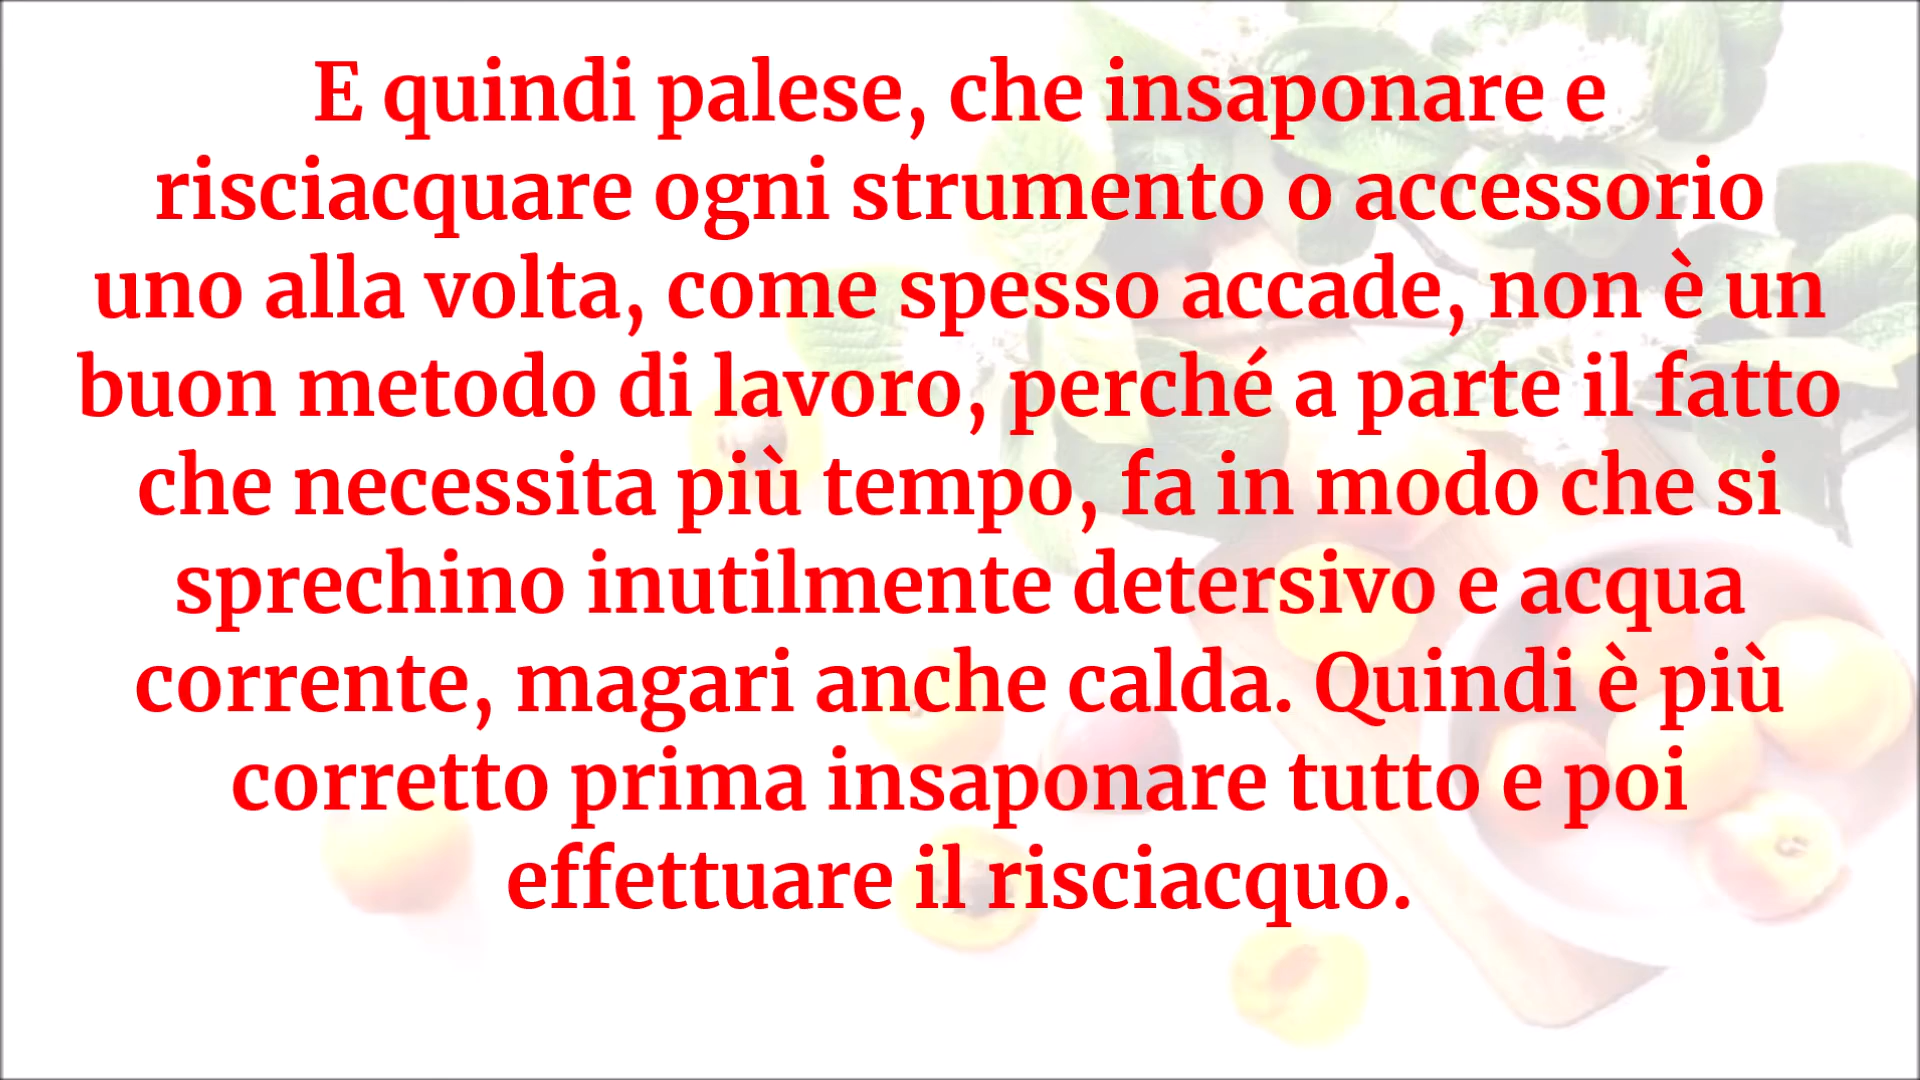 E quindi palese, che insaponare e
risciacquare ogni strumento o accessorio
uno alla volta, come spesso accade, non è un
buon metodo di lavoro, perché a parte il fatto
che necessita più tempo, fa in modo che si
sprechino inutilmente detersivo e acqua
corrente, magari anche calda. Quindi è più
corretto prima insaponare tutto e poi
effettuare il risciacquo.